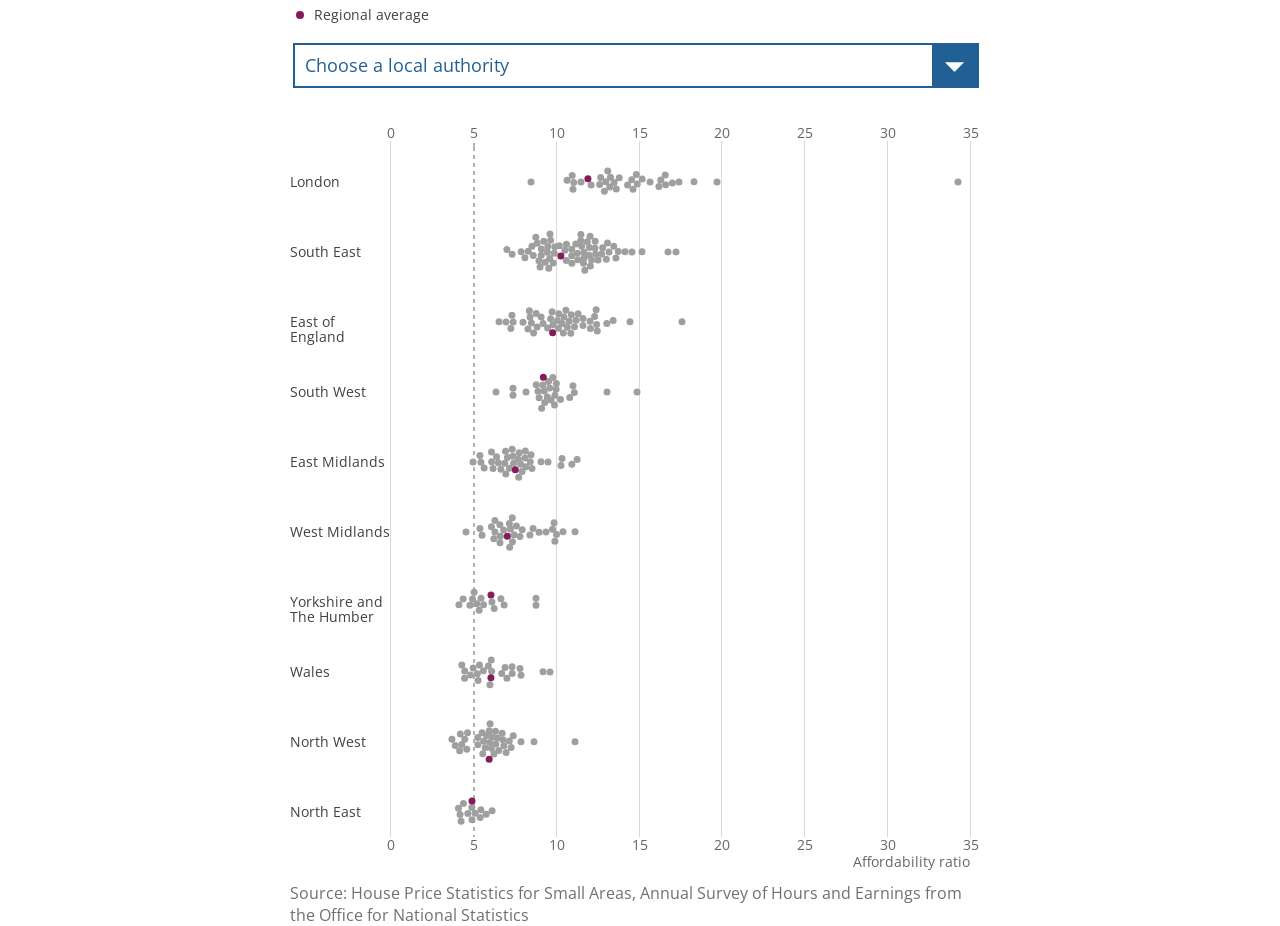 Regional average
Choose a local authority
0 5 10 15 20 25 30 35
London
South East
East of
England
South West
East Midlands
West Midlands
Yorkshire and
The Humber
Wales
North West
North East
0 5 10 15 20 25 30 35
Affordability ratio
Source: House Price Statistics for Small Areas, Annual Survey of Hours and Earnings from
the Office for National Statistics